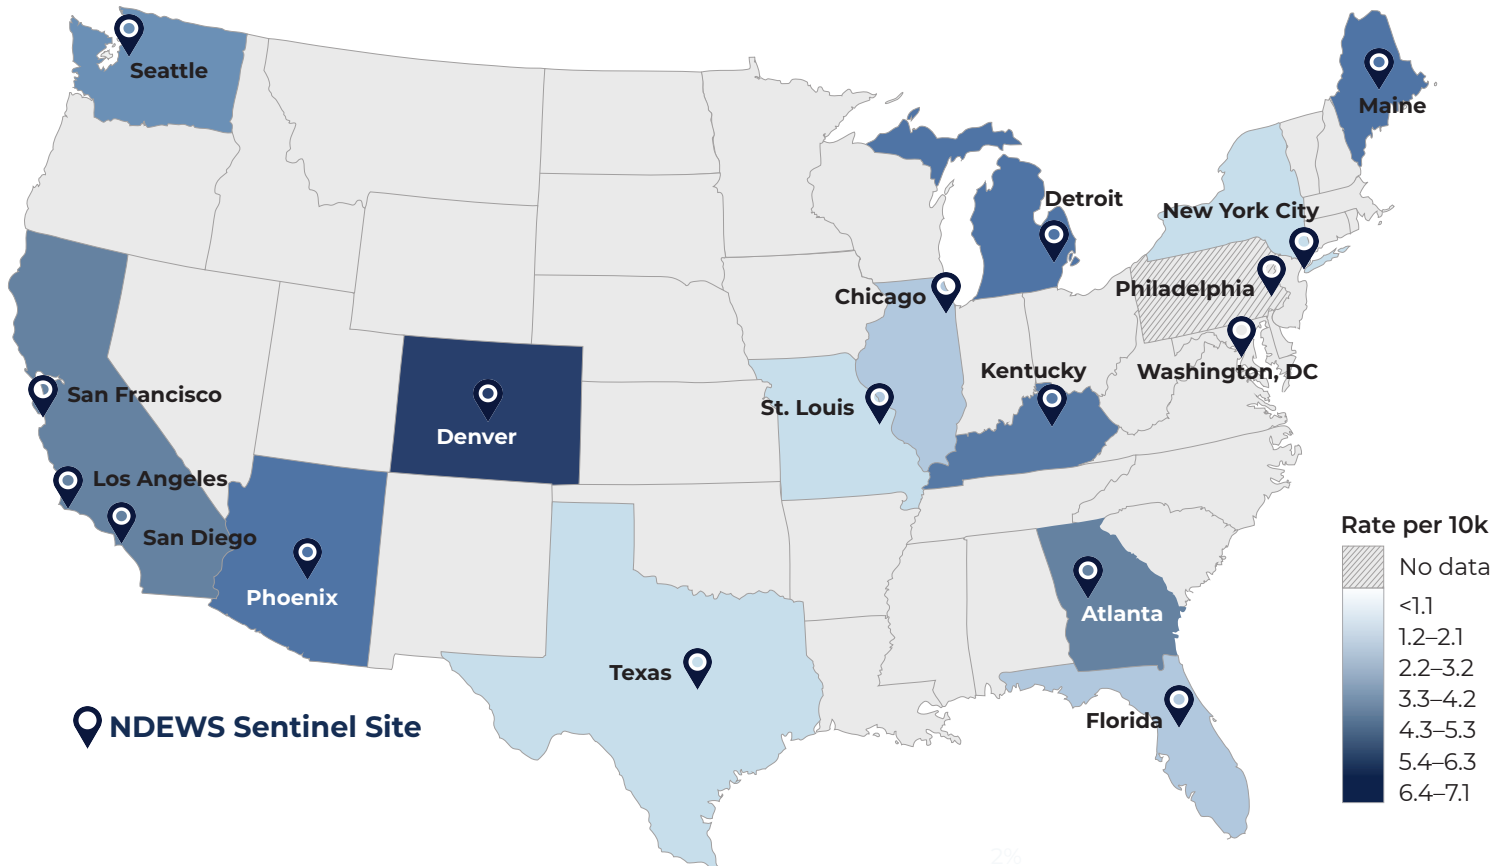 Seattle
Maine
Detroit
New York City
Chicago
Philadelphia
Kentucky
Washington, DC
San Francisco
St. Louis
Denver
Los Angeles
San Diego
Phoenix
Atlanta
Texas
Florida
NDEWS Sentinel Site
Rate per 10k
No data
<1.1
1.2–2.1
2.2–3.2
3.3–4.2
4.3–5.3
5.4–6.3
6.4–7.1
2%